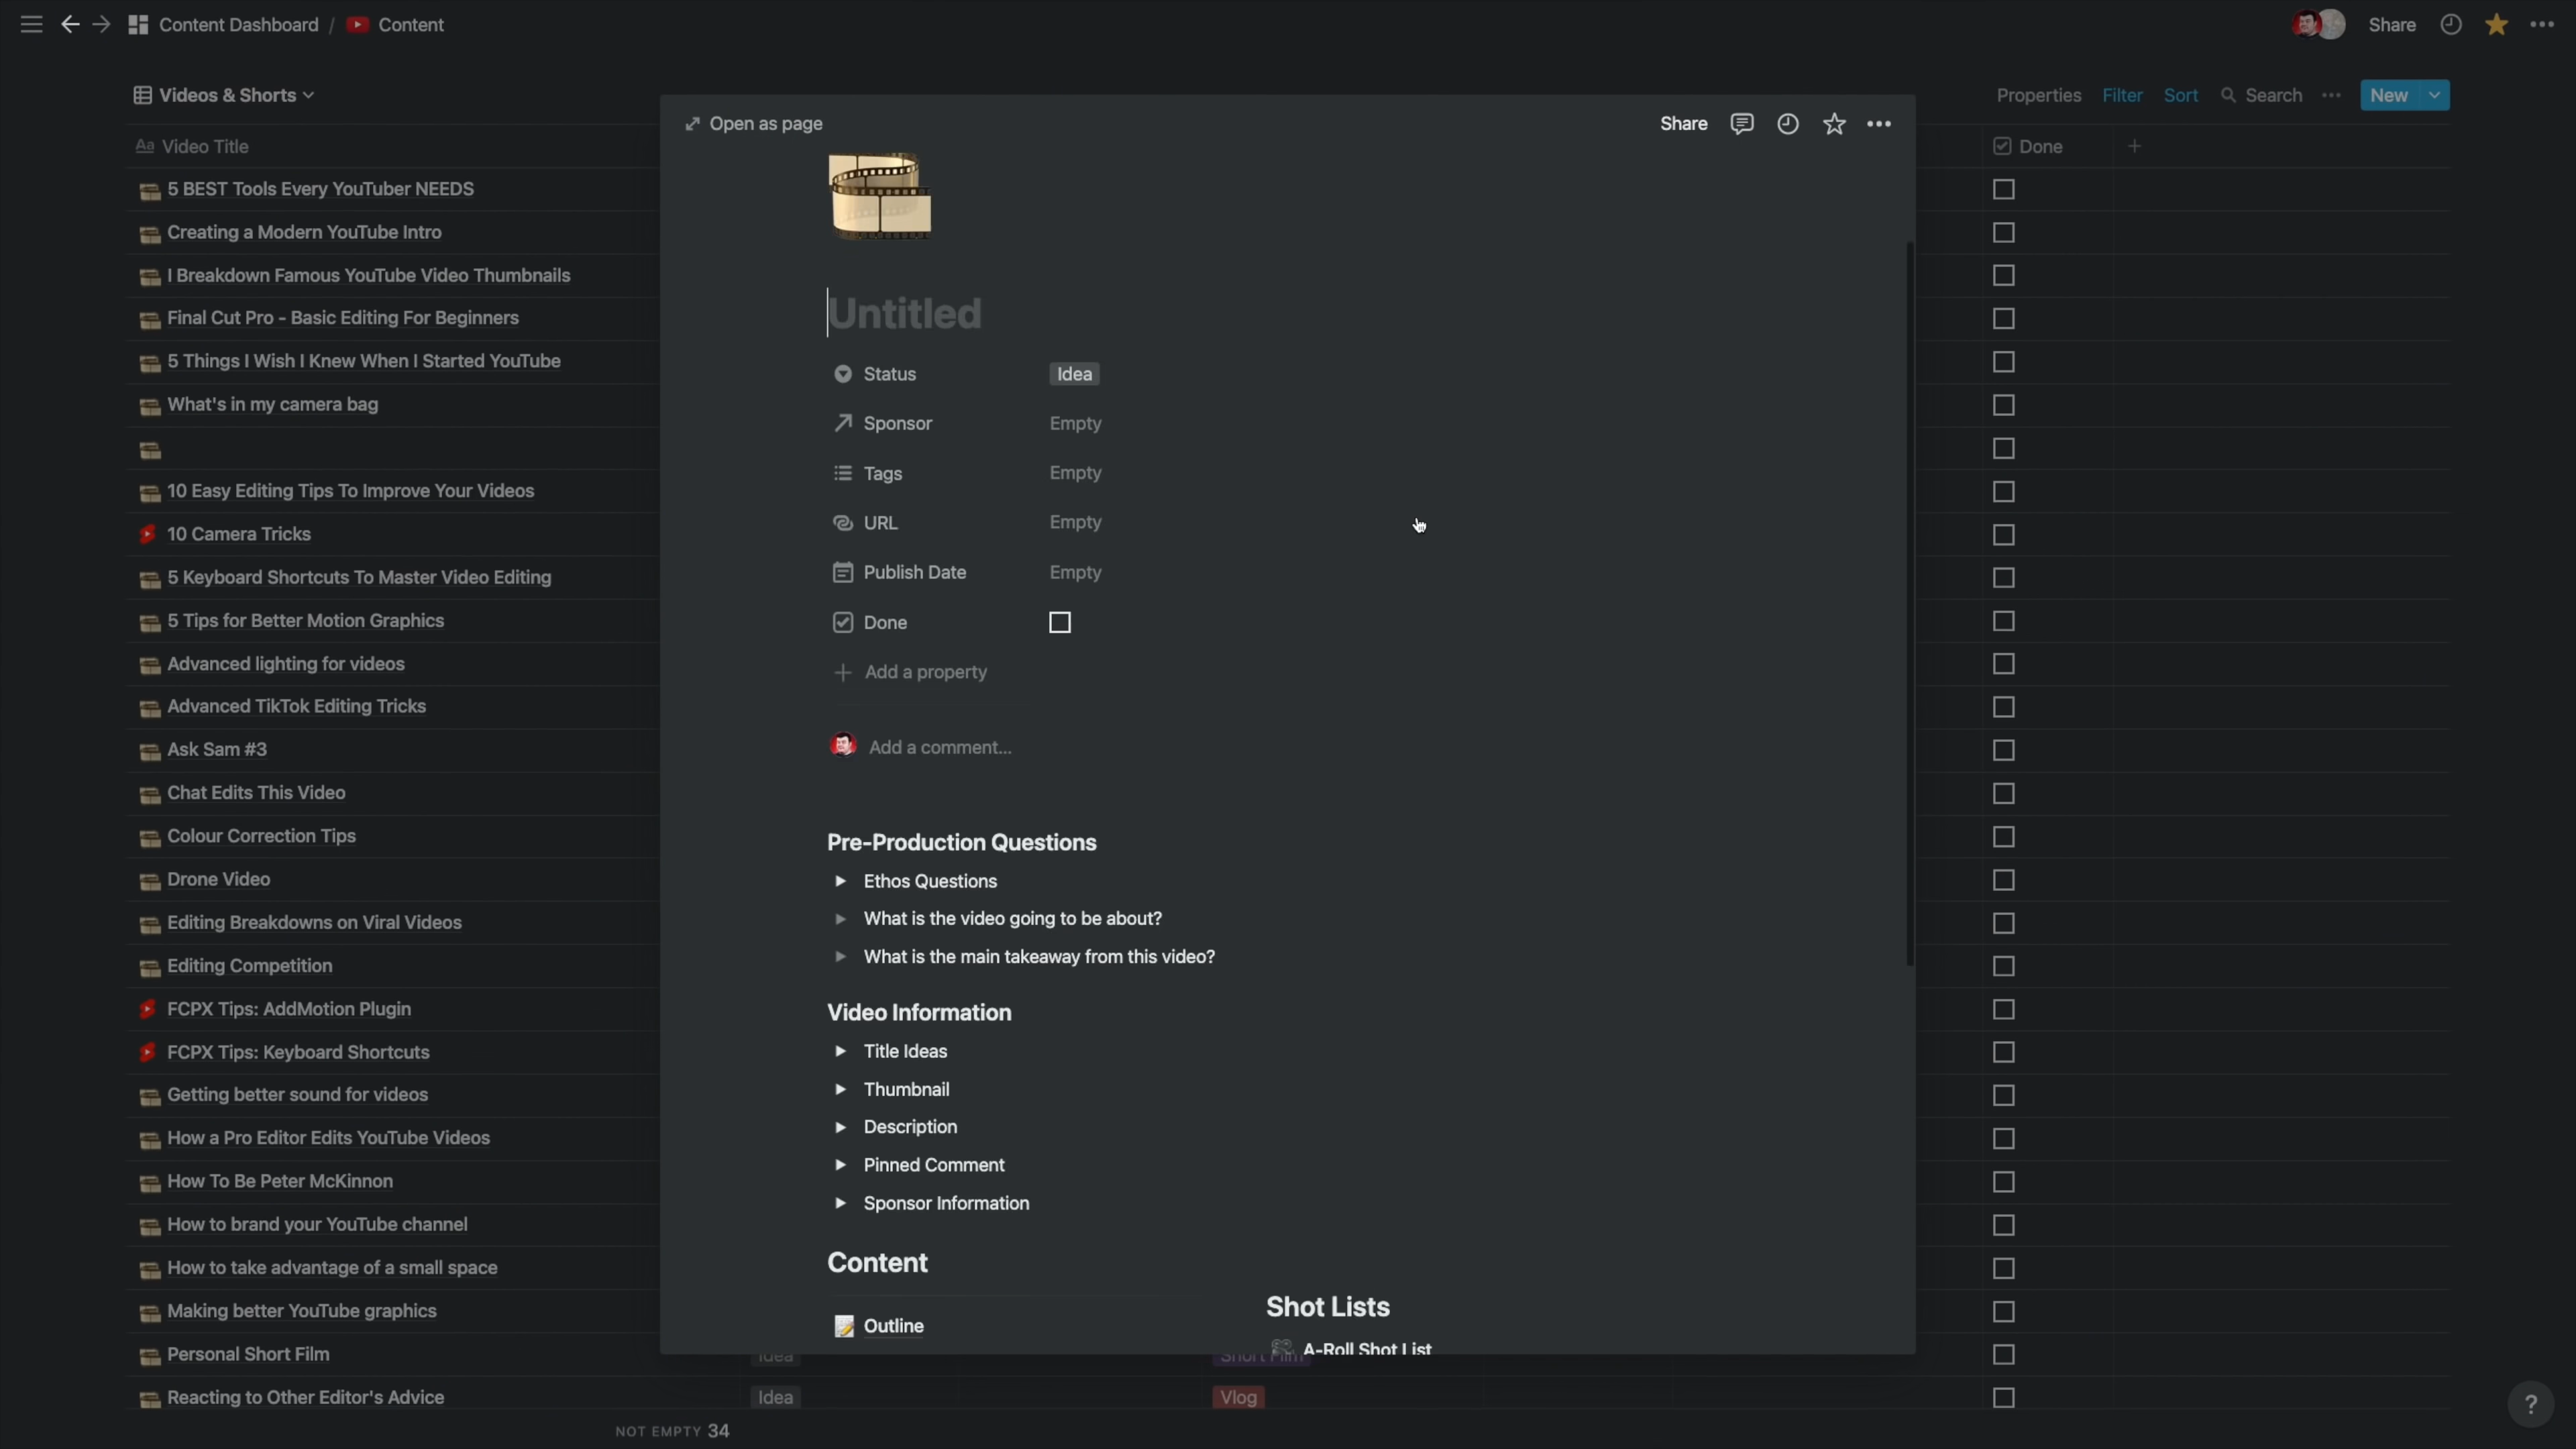 Content Dashboard / Content
Share
Videos & Shorts
Properties Filter Sort Search New
Aa Video Title
Done
5 BEST Tools Every YouTuber NEEDS
Creating a Modern YouTube Intro
I Breakdown Famous YouTube Video Thumbnails
Final Cut Pro - Basic Editing For Beginners
5 Things I Wish I Knew When I Started YouTube
What's in my camera bag
10 Easy Editing Tips To Improve Your Videos
10 Camera Tricks
5 Keyboard Shortcuts To Master Video Editing
5 Tips for Better Motion Graphics
Advanced lighting for videos
Advanced TikTok Editing Tricks
Ask Sam #3
Chat Edits This Video
Colour Correction Tips
Drone Video
Editing Breakdowns on Viral Videos
Editing Competition
FCPX Tips: AddMotion Plugin
FCPX Tips: Keyboard Shortcuts
Getting better sound for videos
How a Pro Editor Edits YouTube Videos
How To Be Peter McKinnon
How to brand your YouTube channel
How to take advantage of a small space
Making better YouTube graphics
Personal Short Film
Idea
Short Film
Reacting to Other Editor's Advice
Idea
Vlog
NOT EMPTY 34
Open as page
Share
Untitled
Status Idea
Sponsor Empty
Tags Empty
URL Empty
Publish Date Empty
Done
Add a property
Add a comment...
Pre-Production Questions
Ethos Questions
What is the video going to be about?
What is the main takeaway from this video?
Video Information
Title Ideas
Thumbnail
Description
Pinned Comment
Sponsor Information
Content
Outline
Shot Lists
A-Roll Shot List
?